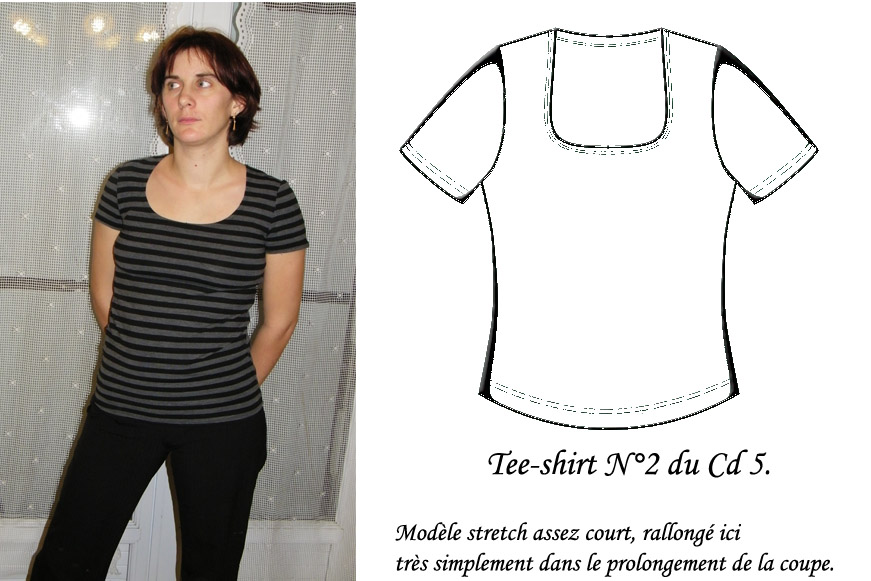 Tee-shirt N°2 du Cd 5.
Modèle stretch assez court, rallongé ici
très simplement dans le prolongement de la coupe.